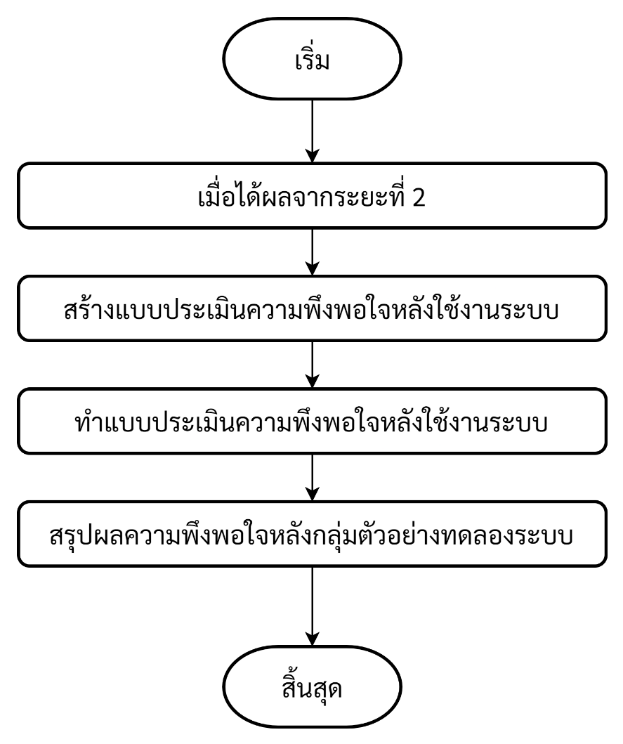 เริ่ม
เมื่อได้ผลจากระยะที่ 2
สร้างแบบประเมินความพึงพอใจหลังใช้งานระบบ
ทำแบบประเมินความพึงพอใจหลังใช้งานระบบ
สรุปผลความพึงพอใจหลังกลุ่มตัวอย่างทดลองระบบ
สิ้นสุด